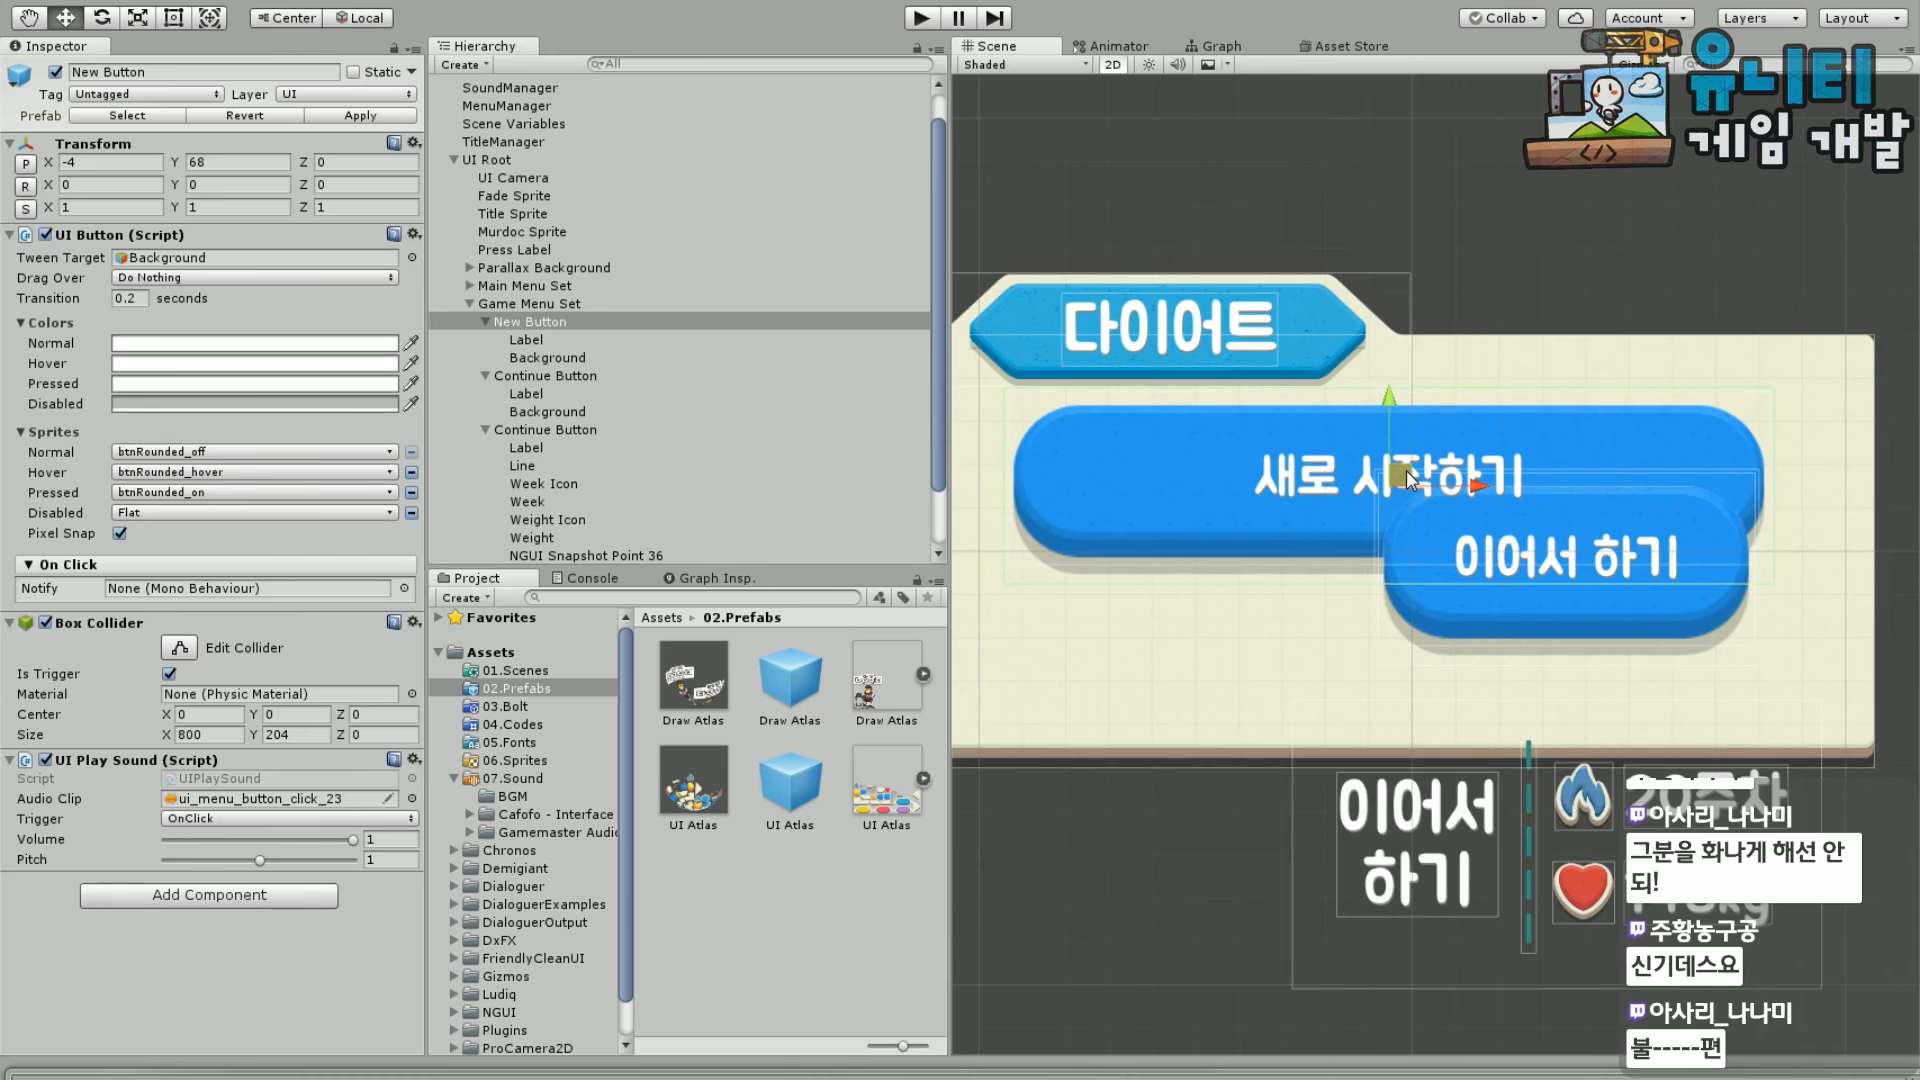 Center
Local
Collab
Account
Layers
Layout
Inspector
New Button
Static
Tag Untagged Layer UI
Prefab Select Revert Apply
Transform
P X -4 Y 68 Z 0
R X 0 Y 0 Z 0
S X 1 Y 1 Z 1
UI Button (Script)
Tween Target Background
Drag Over Do Nothing
Transition 0.2 seconds
Colors
Normal
Hover
Pressed
Disabled
Sprites
Normal btnRounded_off
Hover btnRounded_hover
Pressed btnRounded_on
Disabled Flat
Pixel Snap
On Click
Notify None (Mono Behaviour)
Box Collider
Edit Collider
Is Trigger
Material None (Physic Material)
Center X 0 Y 0 Z 0
Size X 800 Y 204 Z 0
UI Play Sound (Script)
Script UIPlaySound
Audio Clip ui_menu_button_click_23
Trigger OnClick
Volume 1
Pitch 1
Add Component
Hierarchy
Create All
SoundManager
MenuManager
Scene Variables
TitleManager
UI Root
UI Camera
Fade Sprite
Title Sprite
Murdoc Sprite
Press Label
Parallax Background
Main Menu Set
Game Menu Set
New Button
Label
Background
Continue Button
Label
Background
Continue Button
Label
Line
Week Icon
Week
Weight Icon
Weight
NGUI Snapshot Point 36
Project Console Graph Insp.
Create
Favorites
Assets
01.Scenes
02.Prefabs
03.Bolt
04.Codes
05.Fonts
06.Sprites
07.Sound
BGM
Cafofo - Interface
Gamemaster Audio
Chronos
Demigiant
Dialoguer
DialoguerExamples
DialoguerOutput
DxFX
FriendlyCleanUI
Gizmos
Ludiq
NGUI
Plugins
ProCamera2D
Assets 02.Prefabs
Draw Atlas Draw Atlas Draw Atlas
UI Atlas UI Atlas UI Atlas
Scene Animator Graph Asset Store
Shaded 2D
유니티
게임 개발
</>
다이어트
새로 시작하기
이어서 하기
이어서
하기
20주차
아사리_나나미
그분을 화나게 해선 안
되!
주황농구공
신기데스요
아사리_나나미
불-----편